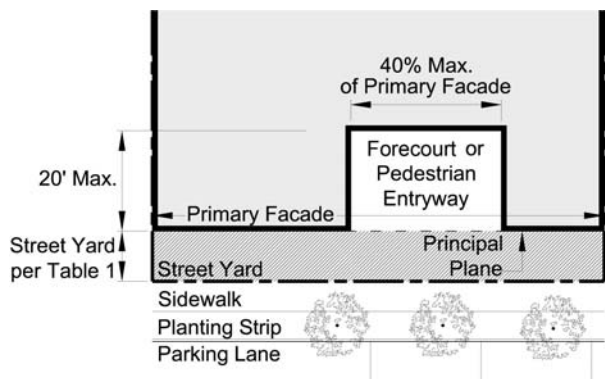 40% Max.
of Primary Facade
Forecourt or
Pedestrian
Entryway
20' Max.
Primary Facade
Street Yard
per Table 1
Principal
Plane
Street Yard
Sidewalk
Planting Strip
Parking Lane